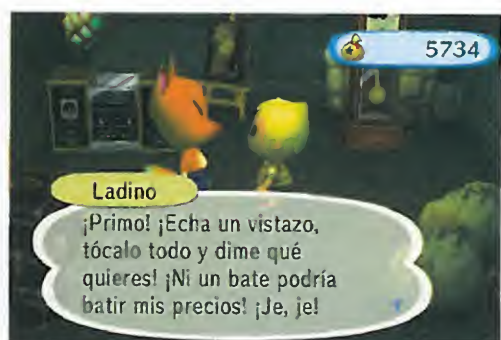 5734
Ladino
¡Primo! ¡Echa un vistazo,
tócalo todo y dime qué
quieres! ¡Ni un bate podría
batir mis precios! ¡Je, je!